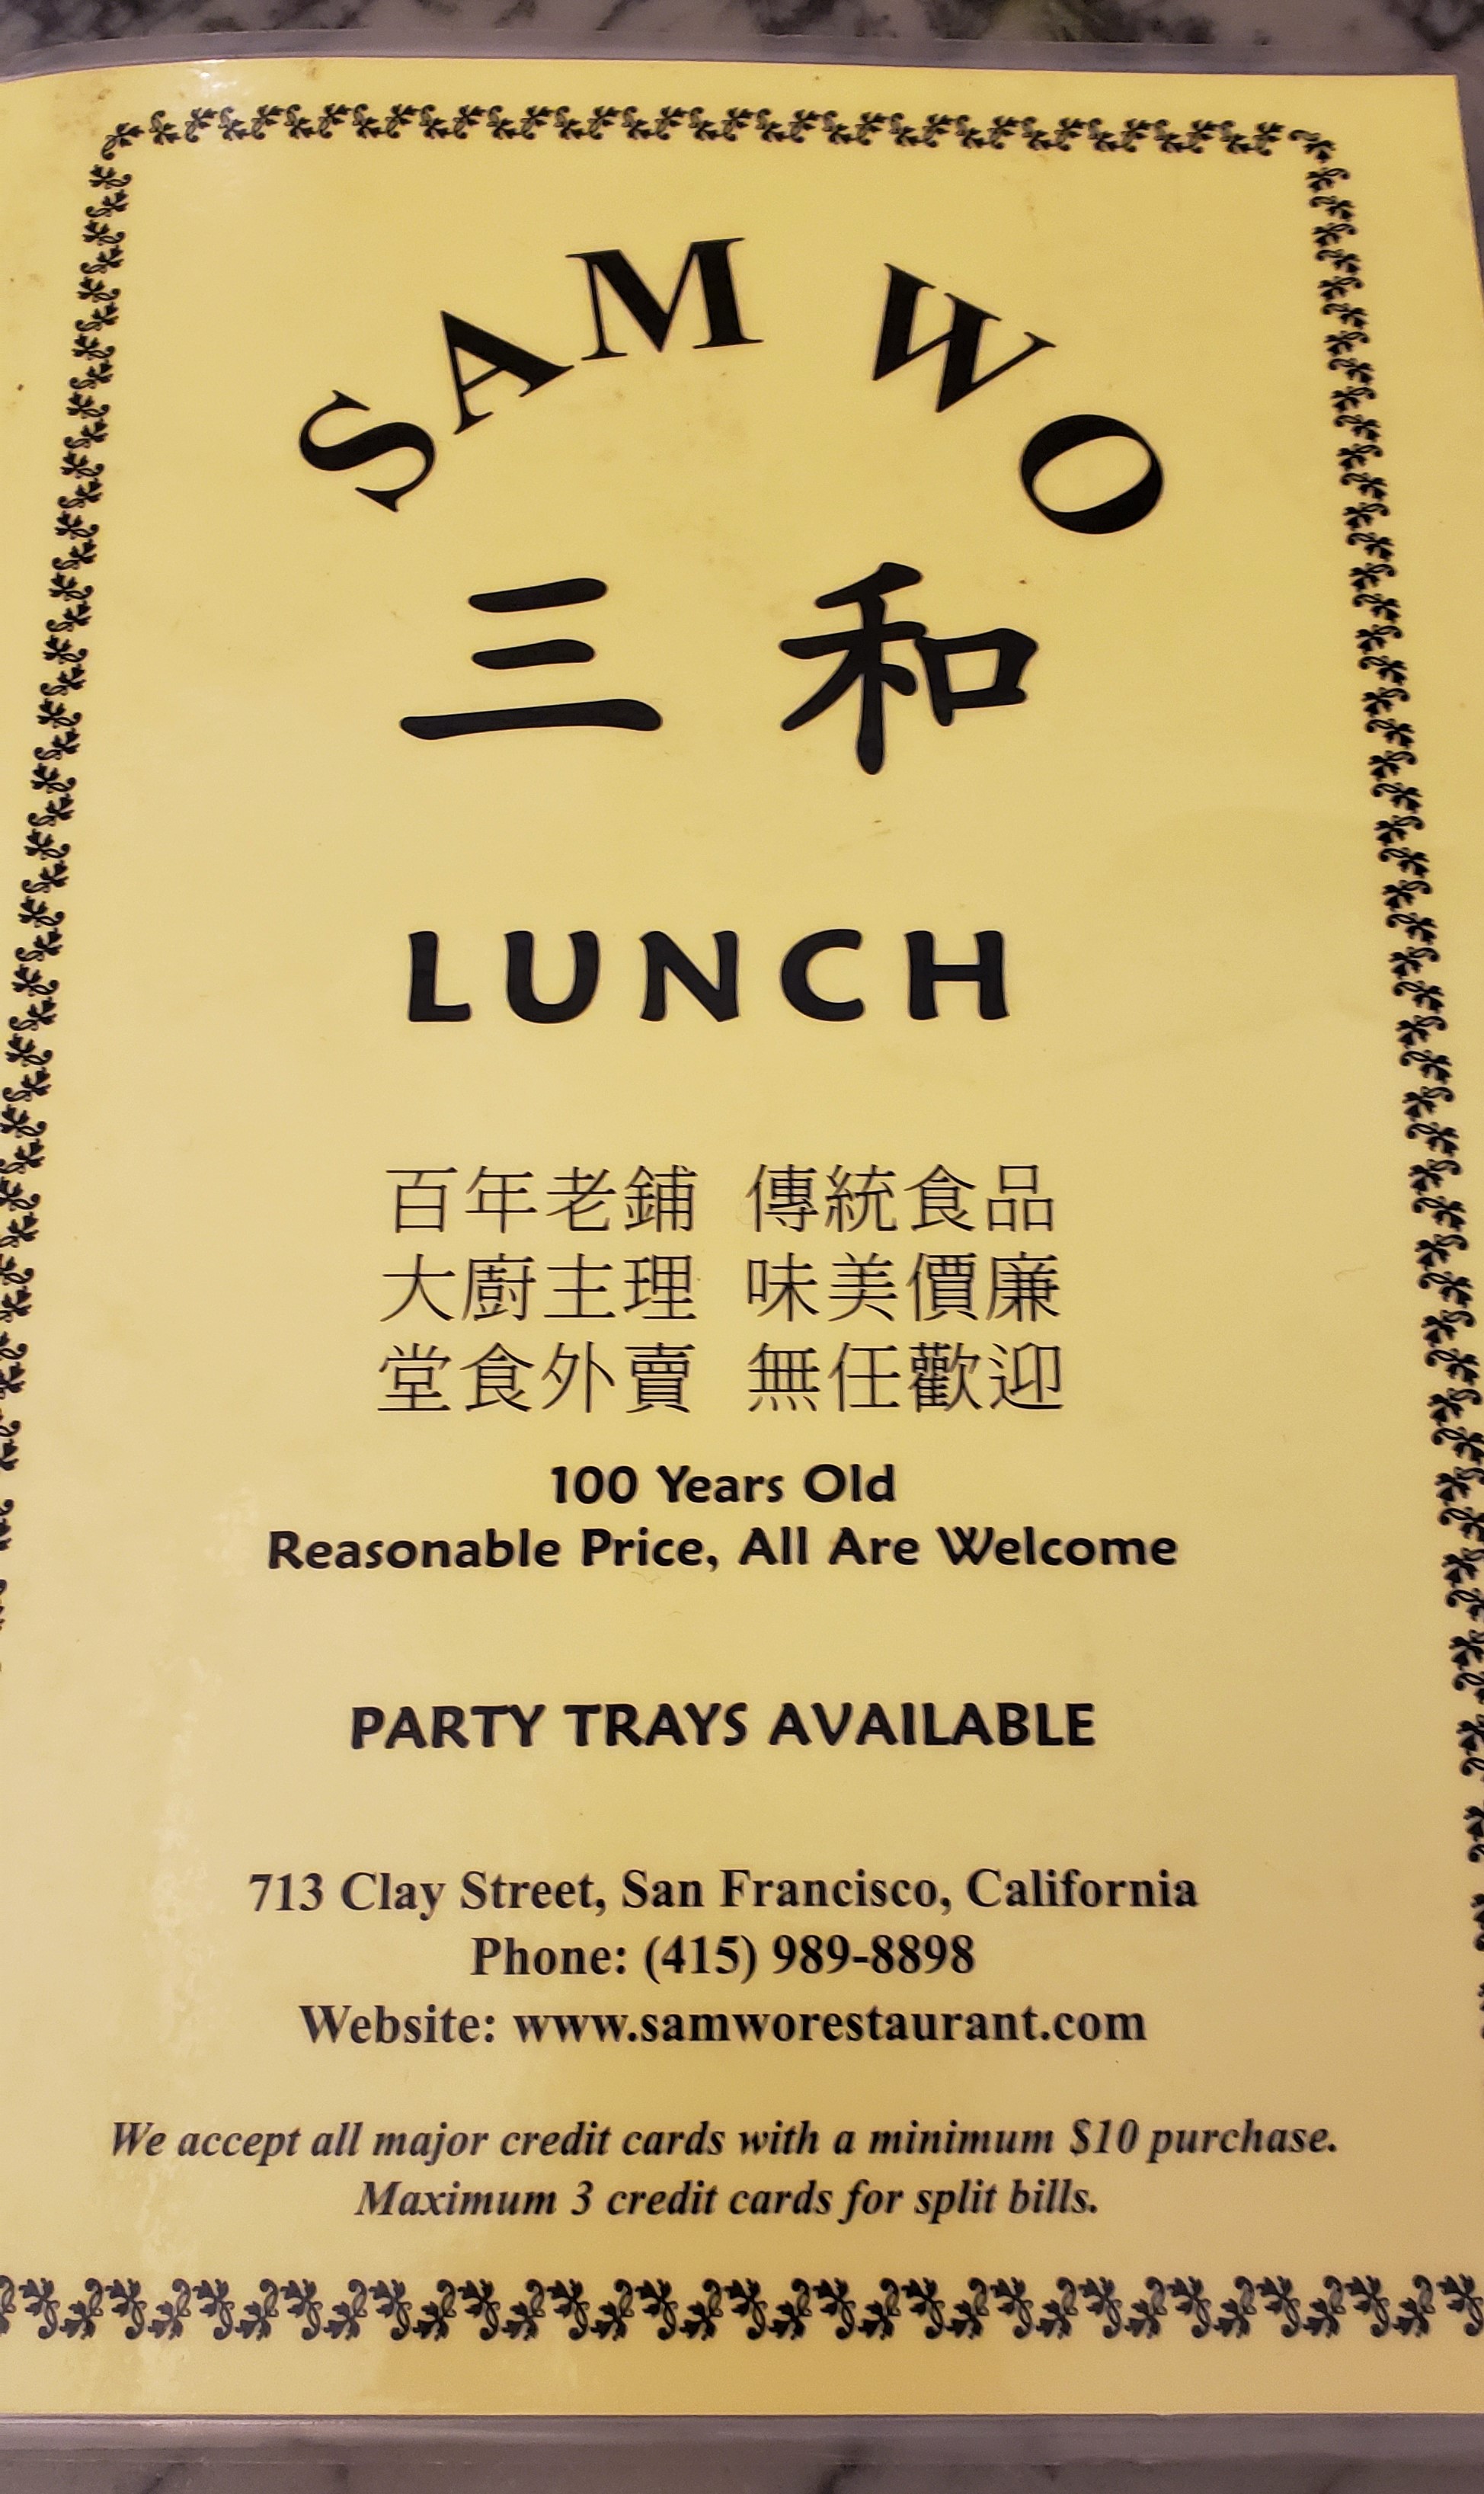 SAM WO
三和
LUNCH
百年老鋪 傳統食品
大廚主理 味美價廉
堂食外賣 無任歡迎
100 Years Old
Reasonable Price, All Are Welcome
PARTY TRAYS AVAILABLE
713 Clay Street, San Francisco, California
Phone: (415) 989-8898
Website: www.samworestaurant.com
We accept all major credit cards with a minimum $10 purchase.
Maximum 3 credit cards for split bills.